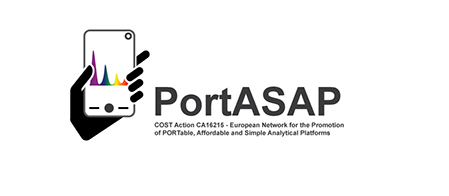 PortASAP
COST Action CA16215 - European Network for the Promotion
of PORTable, Affordable and Simple Analytical Platforms